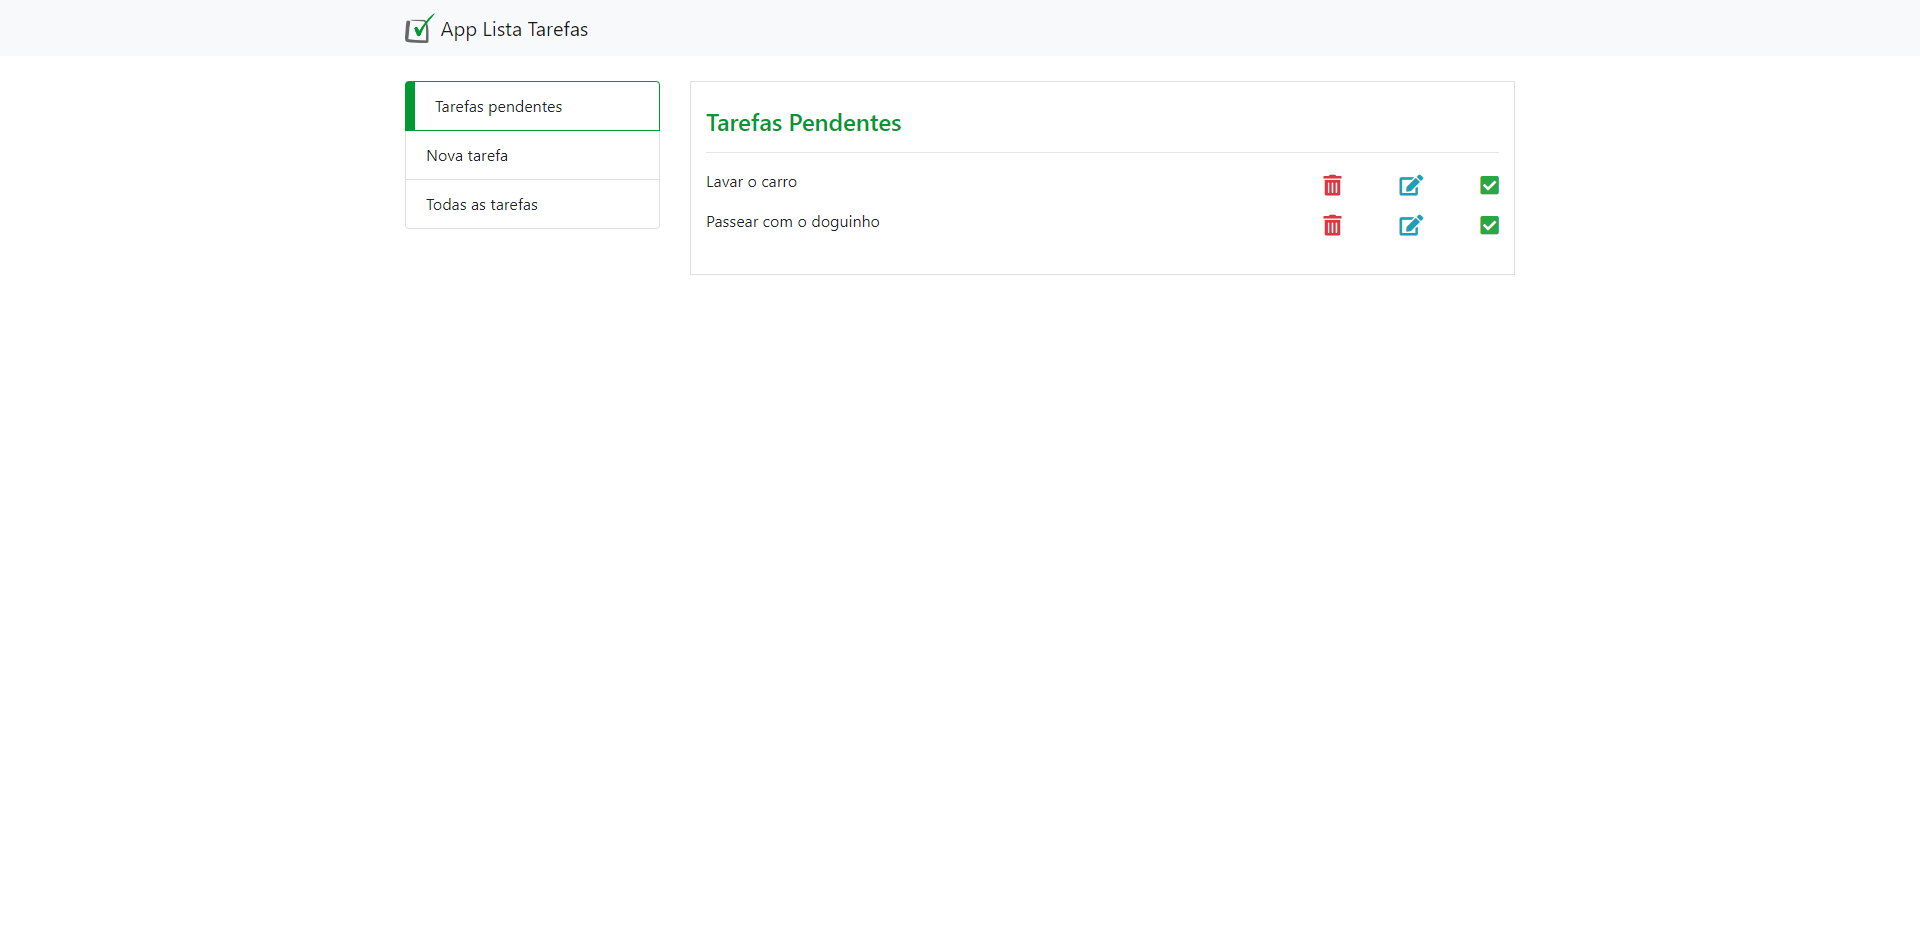 App Lista Tarefas
Tarefas pendentes
Nova tarefa
Todas as tarefas
Tarefas Pendentes
Lavar o carro
Passear com o doguinho